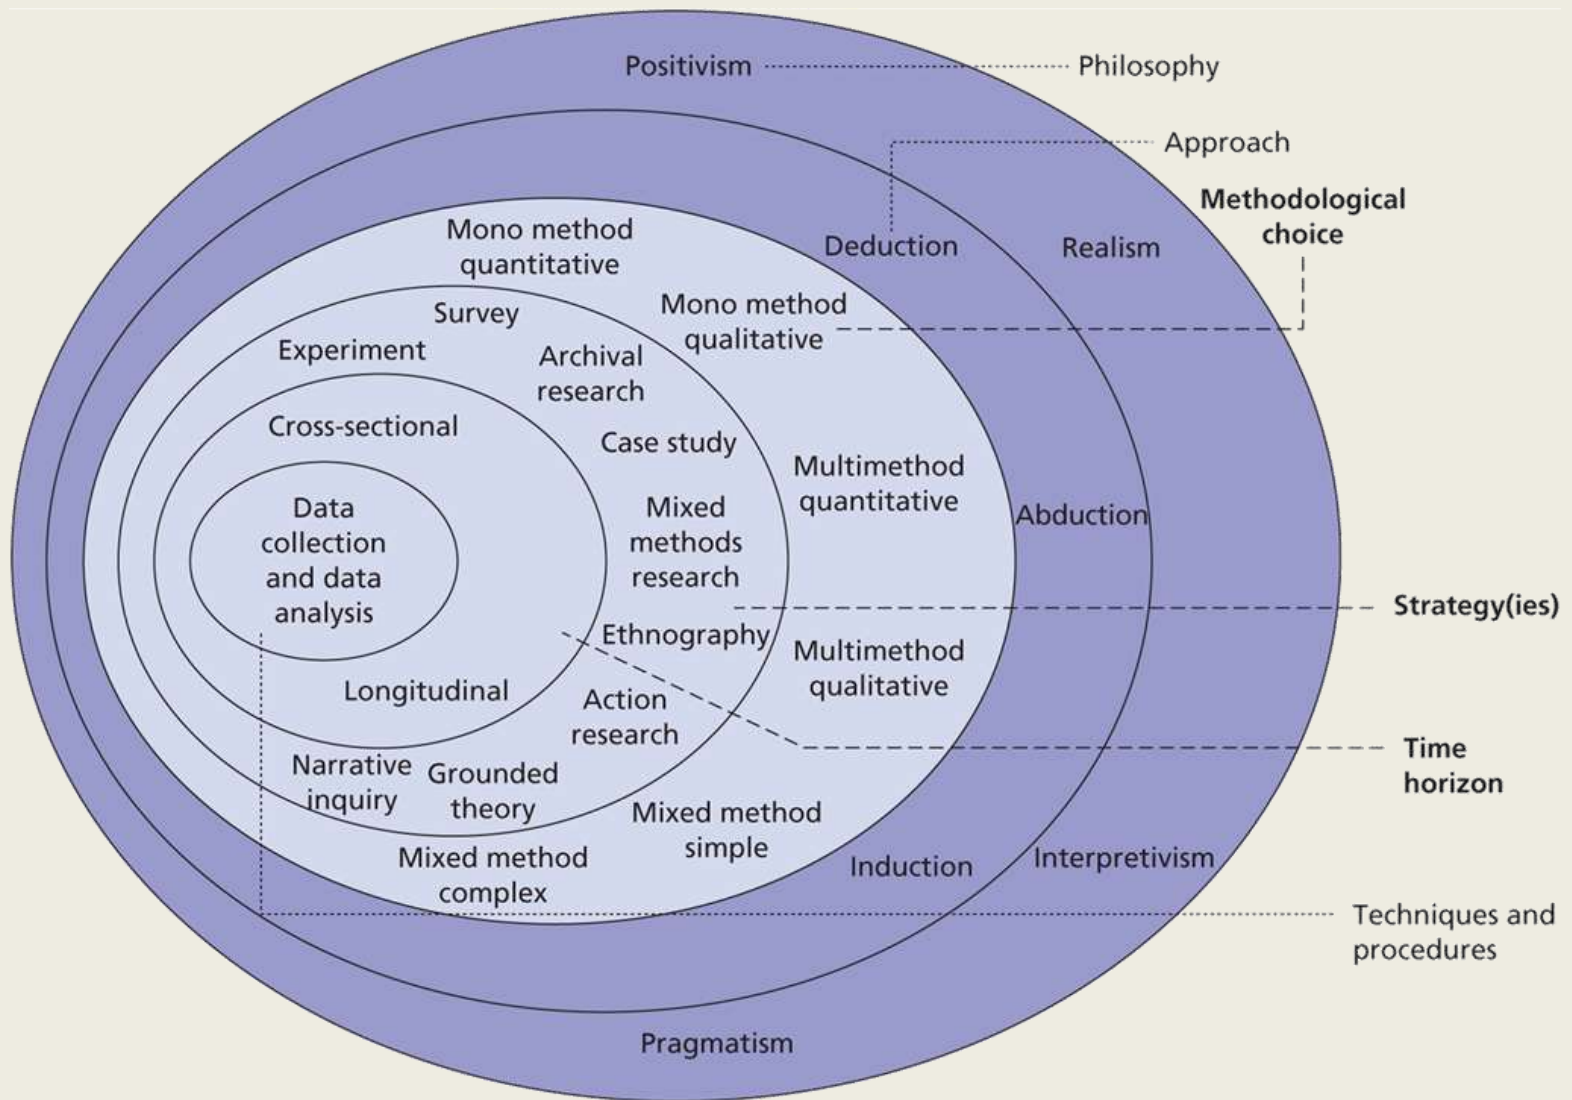 Positivism
Philosophy
Approach
Methodological
choice
Mono method
quantitative
Deduction
Realism
Survey
Mono method
qualitative
Experiment
Archival
research
Cross-sectional
Case study
Multimethod
quantitative
Data
collection
and data
analysis
Mixed
methods
research
Abduction
Strategy(ies)
Ethnography
Multimethod
qualitative
Longitudinal
Action
research
Time
horizon
Narrative
inquiry
Grounded
theory
Mixed method
simple
Mixed method
complex
Induction
Interpretivism
Techniques and
procedures
Pragmatism